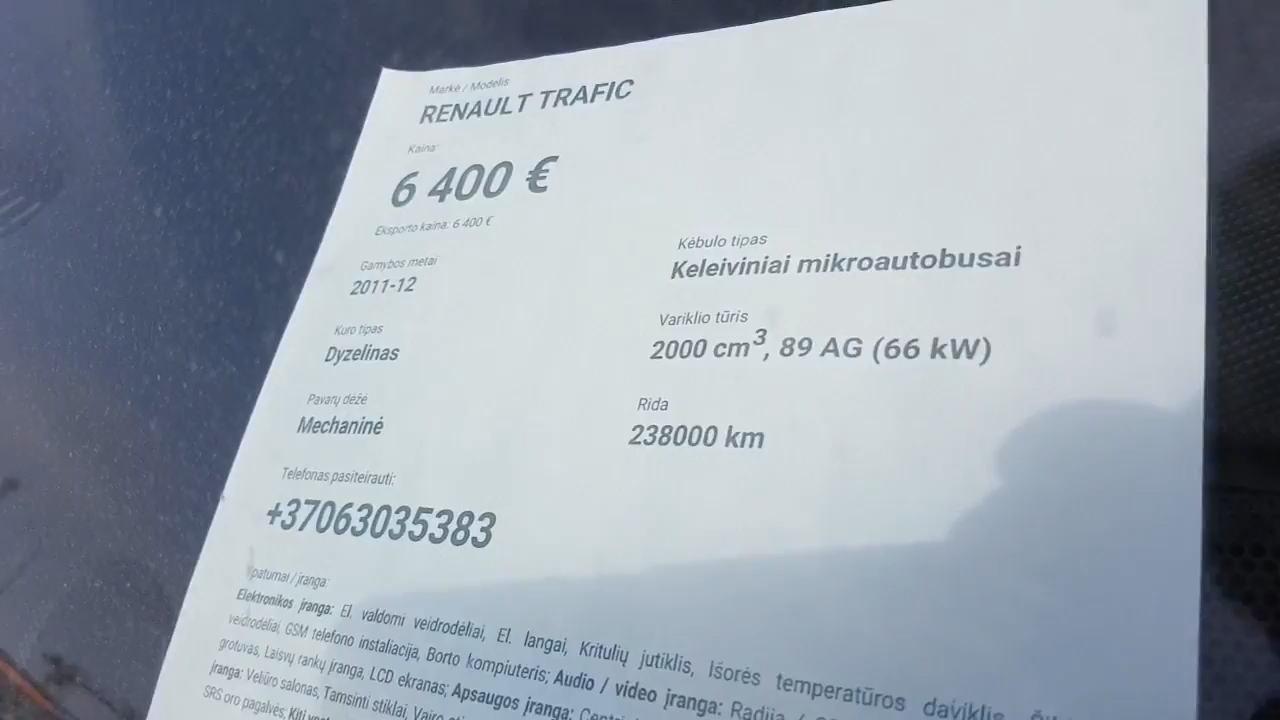 Markė / Modelis
RENAULT TRAFIC
Kaina:
6 400 €
Eksporto kaina: 6 400 €
Gamybos metai
2011-12
Kėbulo tipas
Keleiviniai mikroautobusai
Kuro tipas
Dyzelinas
Variklio tūris
2000 cm³, 89 AG (66 kW)
Pavarų dėžė
Mechaninė
Rida
238000 km
Telefonas pasiteirauti:
+37063035383
Ypatumai / įranga:
Elektronikos įranga: El. valdomi veidrodėliai, El. langai, Kritulių jutiklis, Išorės temperatūros daviklis,
veidrodėliai, GSM telefono instaliacija, Borto kompiuteris; Audio / video įranga: Radija /
grotuvas, Laisvų rankų įranga, LCD ekranas; Apsaugos įranga:
įranga: Veliūro salonas, Tamsinti stiklai,
SRS oro pagalvės; Kiti